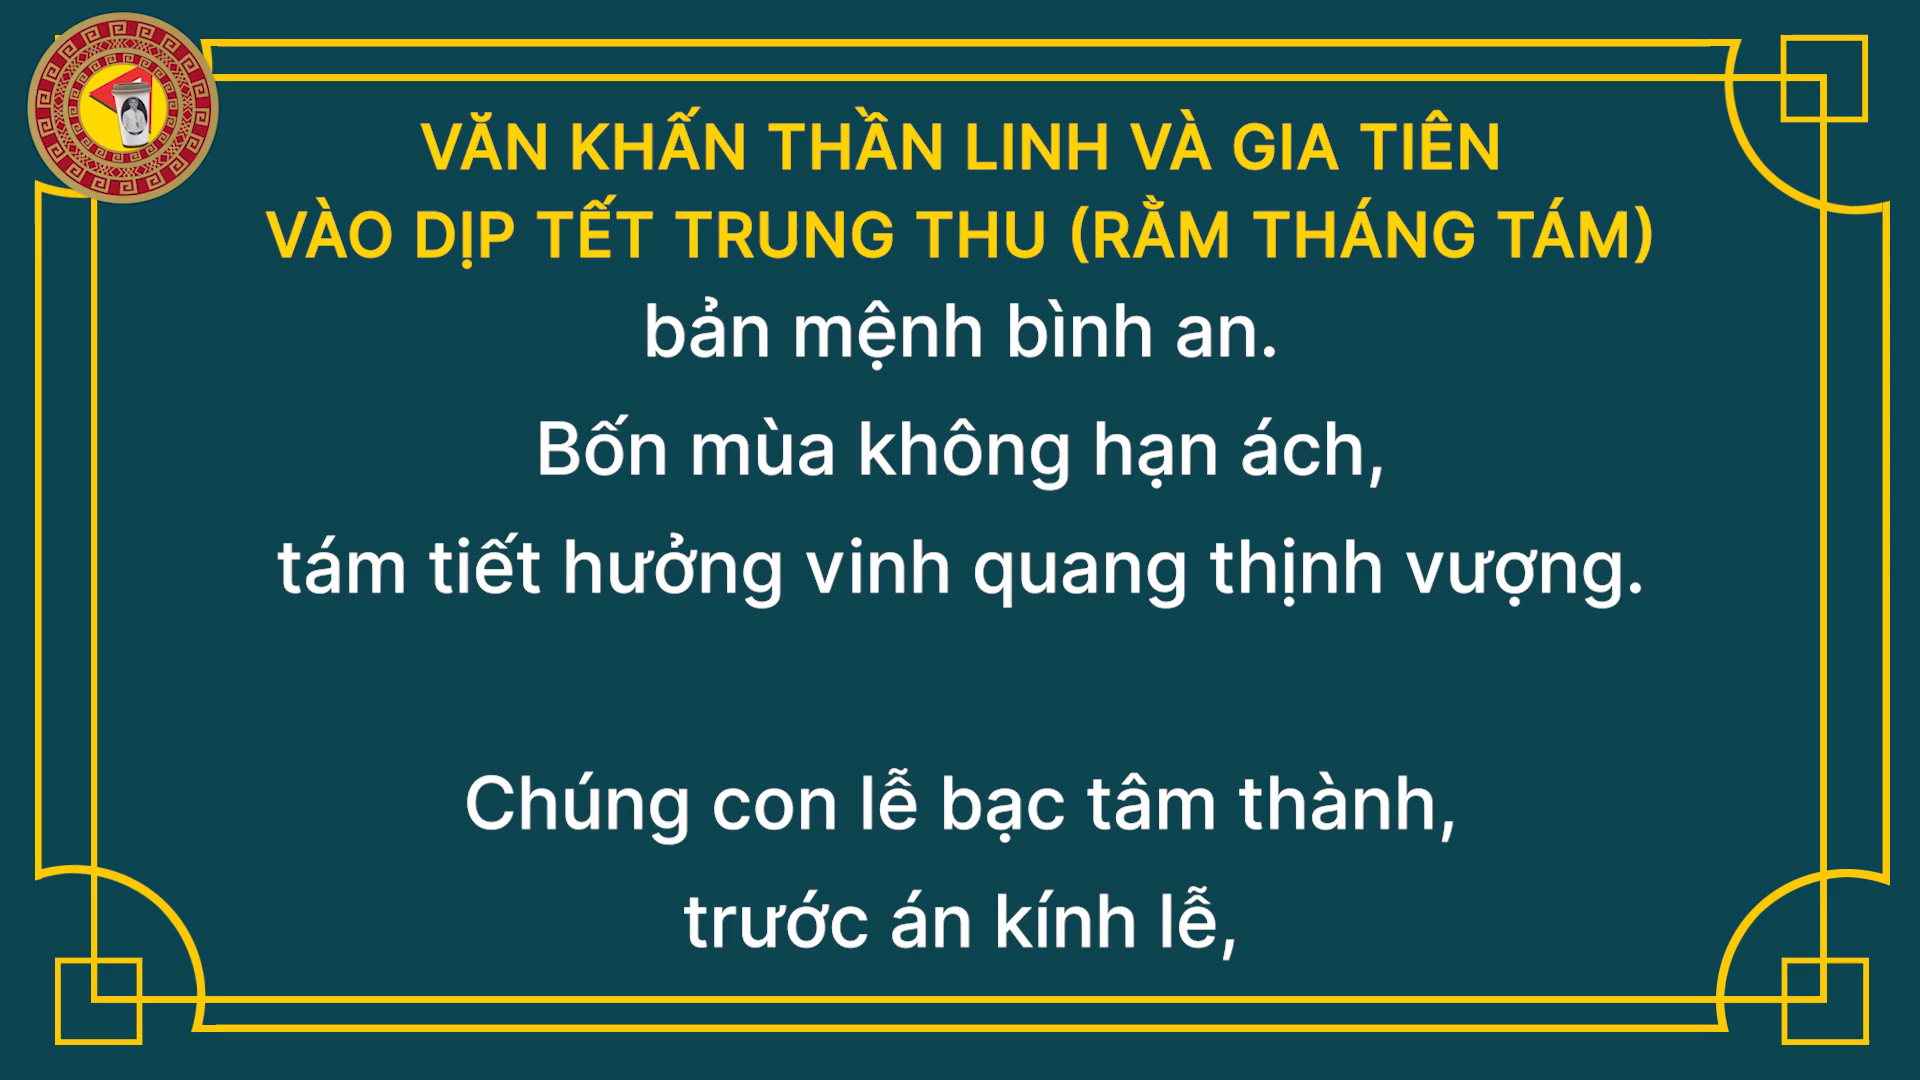 VĂN KHẤN THẦN LINH VÀ GIA TIÊN
VÀO DỊP TẾT TRUNG THU (RẰM THÁNG TÁM)
bản mệnh bình an.
Bốn mùa không hạn ách,
tám tiết hưởng vinh quang thịnh vượng.
Chúng con lễ bạc tâm thành,
trước án kính lễ,